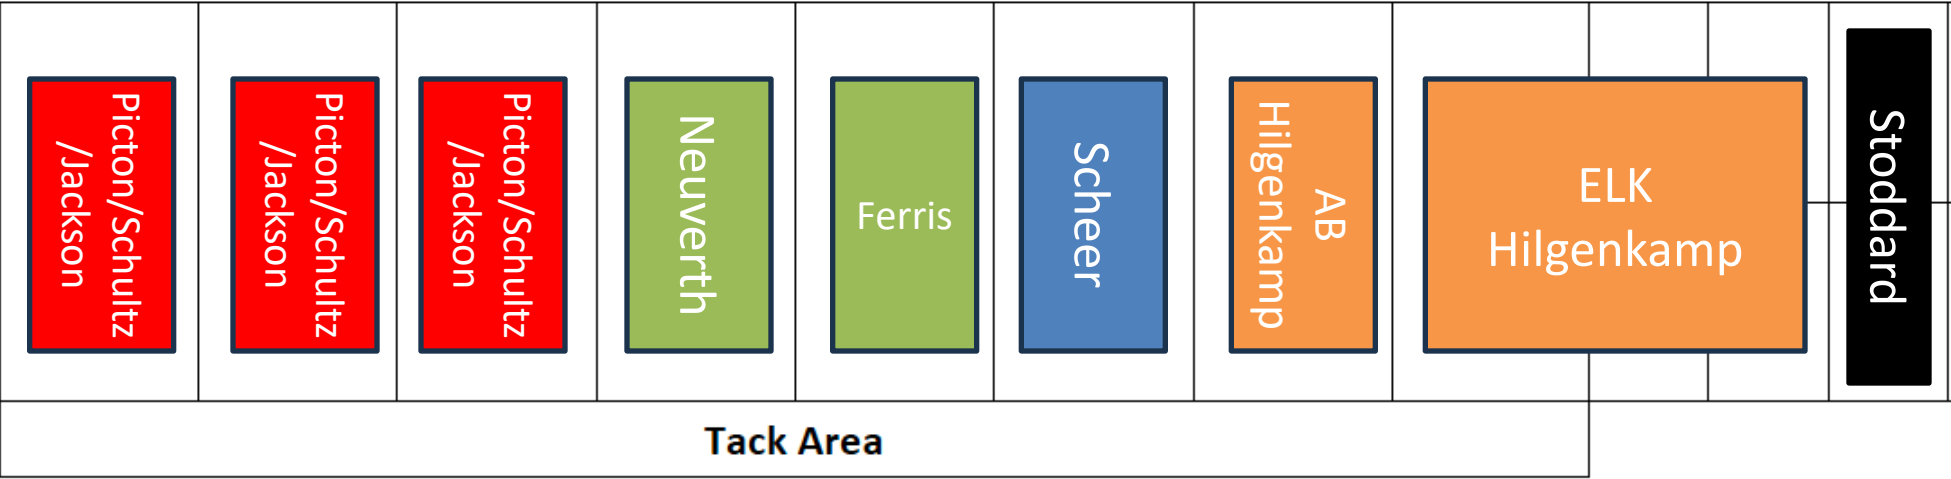 Picton/Schultz
/Jackson
Picton/Schultz
/Jackson
Picton/Schultz
/Jackson
Neuverth
Ferris
Scheer
AB
Hilgenkamp
ELK
Hilgenkamp
Stoddard
Tack Area